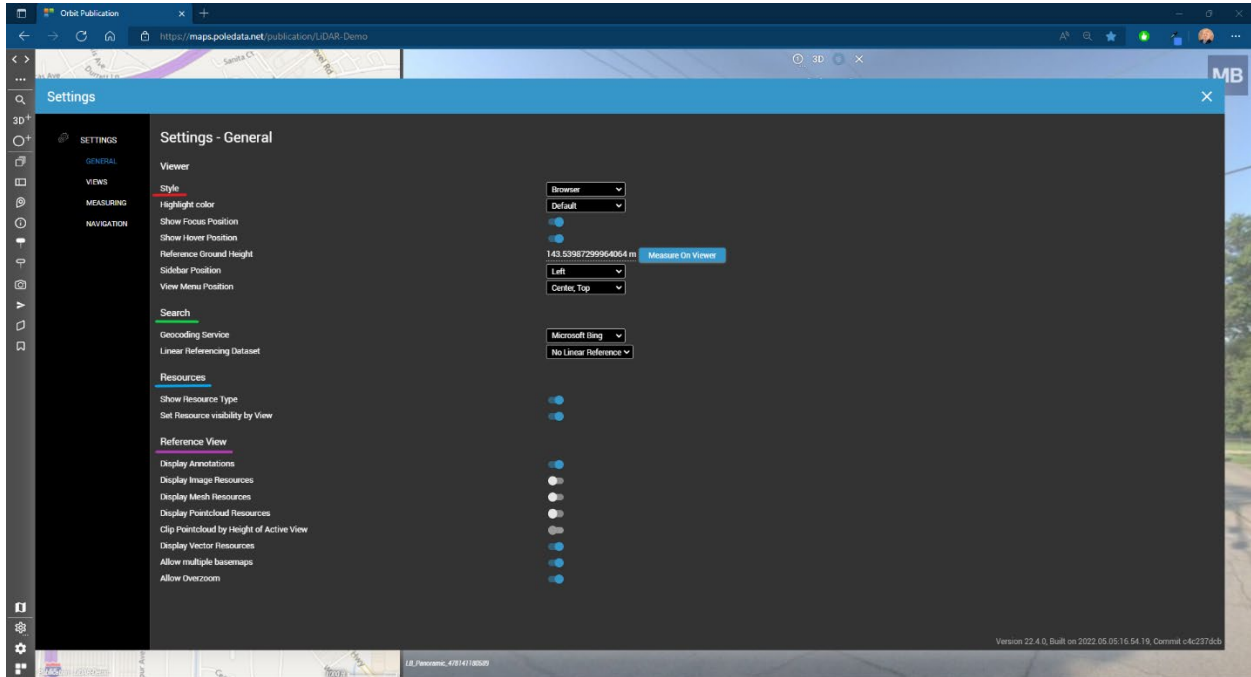 Orbit Publication
https://maps.poledata.net/publication/LiDAR-Demo
Sanita Ct
3D
MB
Settings
3D+
SETTINGS
GENERAL
VIEWS
MEASURING
NAVIGATION
Settings - General
Viewer
Style Browser
Highlight color Default
Show Focus Position
Show Hover Position
Reference Ground Height 143.53987299964064 m Measure On Viewer
Sidebar Position Left
View Menu Position Center, Top
Search
Geocoding Service Microsoft Bing
Linear Referencing Dataset No Linear Reference
Resources
Show Resource Type
Set Resource visibility by View
Reference View
Display Annotations
Display Image Resources
Display Mesh Resources
Display Pointcloud Resources
Clip Pointcloud by Height of Active View
Display Vector Resources
Allow multiple basemaps
Allow Overzoom
Version 22.4.0, Built on 2022.05.05:16.54.19, Commit c4c237dcb
LB_Panoramic_478141180589